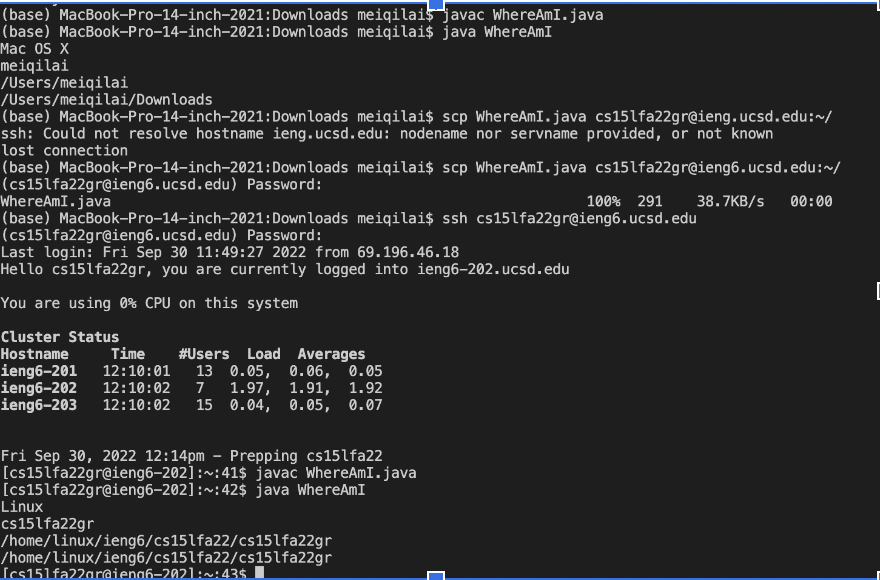 (base) MacBook-Pro-14-inch-2021:Downloads meiqilai$ javac WhereAmI.java
(base) MacBook-Pro-14-inch-2021:Downloads meiqilai$ java WhereAmI
Mac OS X
meiqilai
/Users/meiqilai
/Users/meiqilai/Downloads
(base) MacBook-Pro-14-inch-2021:Downloads meiqilai$ scp WhereAmI.java cs15lfa22gr@ieng.ucsd.edu:~/
ssh: Could not resolve hostname ieng.ucsd.edu: nodename nor servname provided, or not known
lost connection
(base) MacBook-Pro-14-inch-2021:Downloads meiqilai$ scp WhereAmI.java cs15lfa22gr@ieng6.ucsd.edu:~/
(cs15lfa22gr@ieng6.ucsd.edu) Password:
WhereAmI.java 100% 291 38.7KB/s 00:00
(base) MacBook-Pro-14-inch-2021:Downloads meiqilai$ ssh cs15lfa22gr@ieng6.ucsd.edu
(cs15lfa22gr@ieng6.ucsd.edu) Password:
Last login: Fri Sep 30 11:49:27 2022 from 69.196.46.18
Hello cs15lfa22gr, you are currently logged into ieng6-202.ucsd.edu
You are using 0% CPU on this system
Cluster Status
Hostname Time #Users Load Averages
ieng6-201 12:10:01 13 0.05, 0.06, 0.05
ieng6-202 12:10:02 7 1.97, 1.91, 1.92
ieng6-203 12:10:02 15 0.04, 0.05, 0.07
Fri Sep 30, 2022 12:14pm - Prepping cs15lfa22
[cs15lfa22gr@ieng6-202]:~:41$ javac WhereAmI.java
[cs15lfa22gr@ieng6-202]:~:42$ java WhereAmI
Linux
cs15lfa22gr
/home/linux/ieng6/cs15lfa22/cs15lfa22gr
/home/linux/ieng6/cs15lfa22/cs15lfa22gr
[cs15lfa22gr@ieng6-202]:~:43$